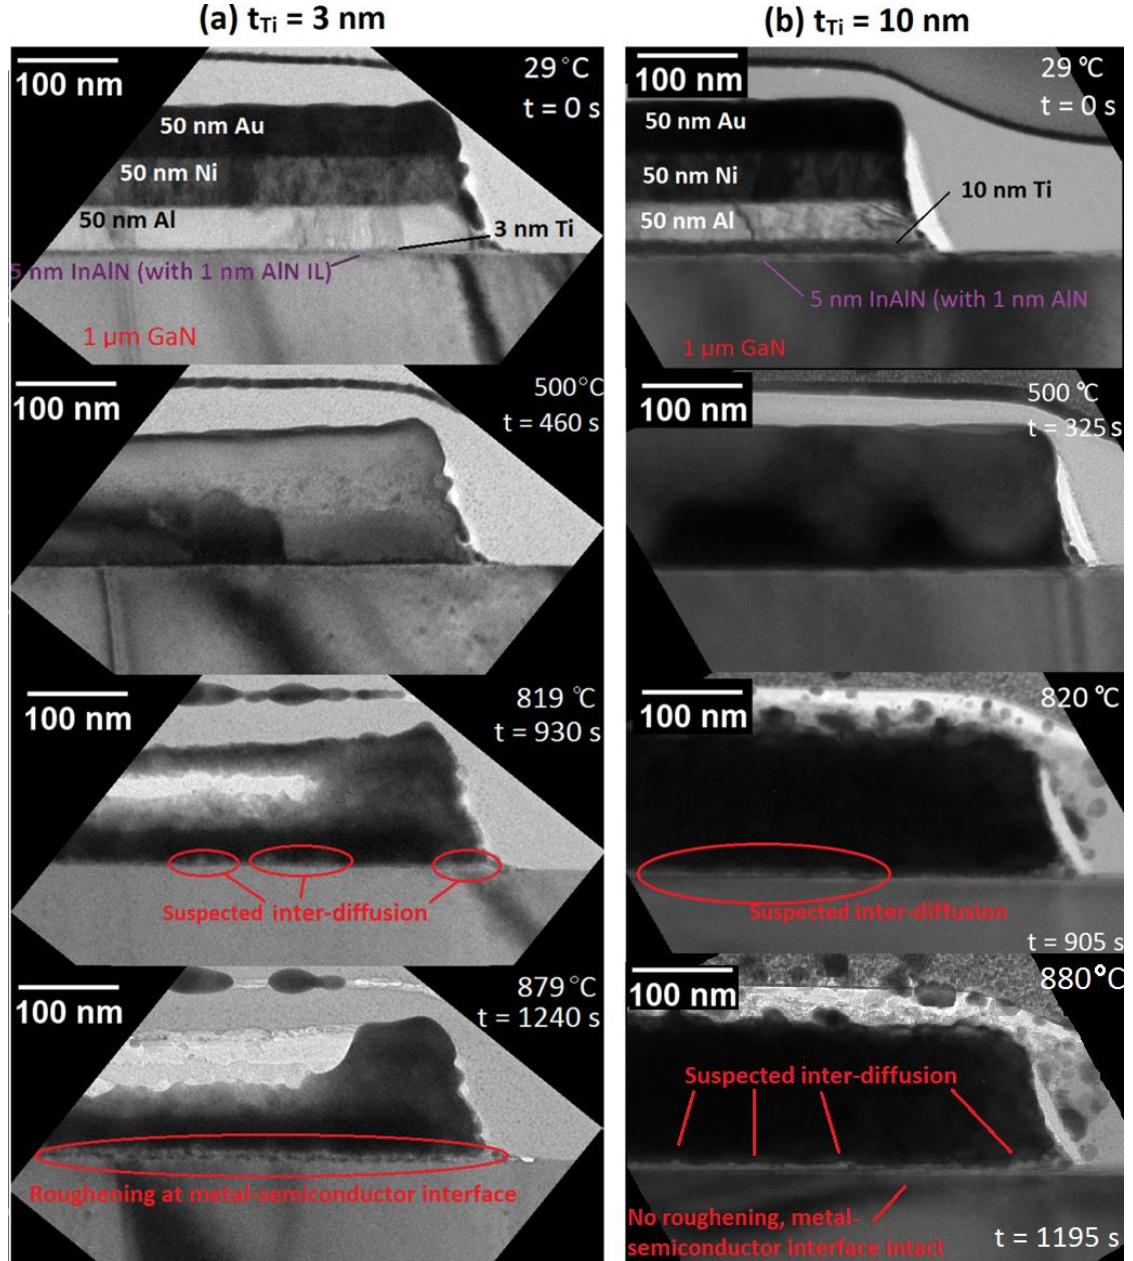 (a) tTi = 3 nm
100 nm
29°C
t = 0 s
50 nm Au
50 nm Ni
50 nm Al
3 nm Ti
5 nm InAlN (with 1 nm AlN IL)
1 µm GaN
100 nm
500°C
t = 460 s
100 nm
819 °C
t = 930 s
Suspected inter-diffusion
100 nm
879°C
t = 1240 s
Roughening at metal-semiconductor interface
(b) tTi = 10 nm
100 nm
29 °C
t = 0 s
50 nm Au
50 nm Ni
10 nm Ti
50 nm Al
5 nm InAlN (with 1 nm AlN
1 µm GaN
100 nm
500 °C
t = 325 s
100 nm
820 °C
Suspected inter-diffusion
t = 905 s
100 nm
880°C
Suspected inter-diffusion
No roughening, metal-
semiconductor interface intact
t = 1195 s